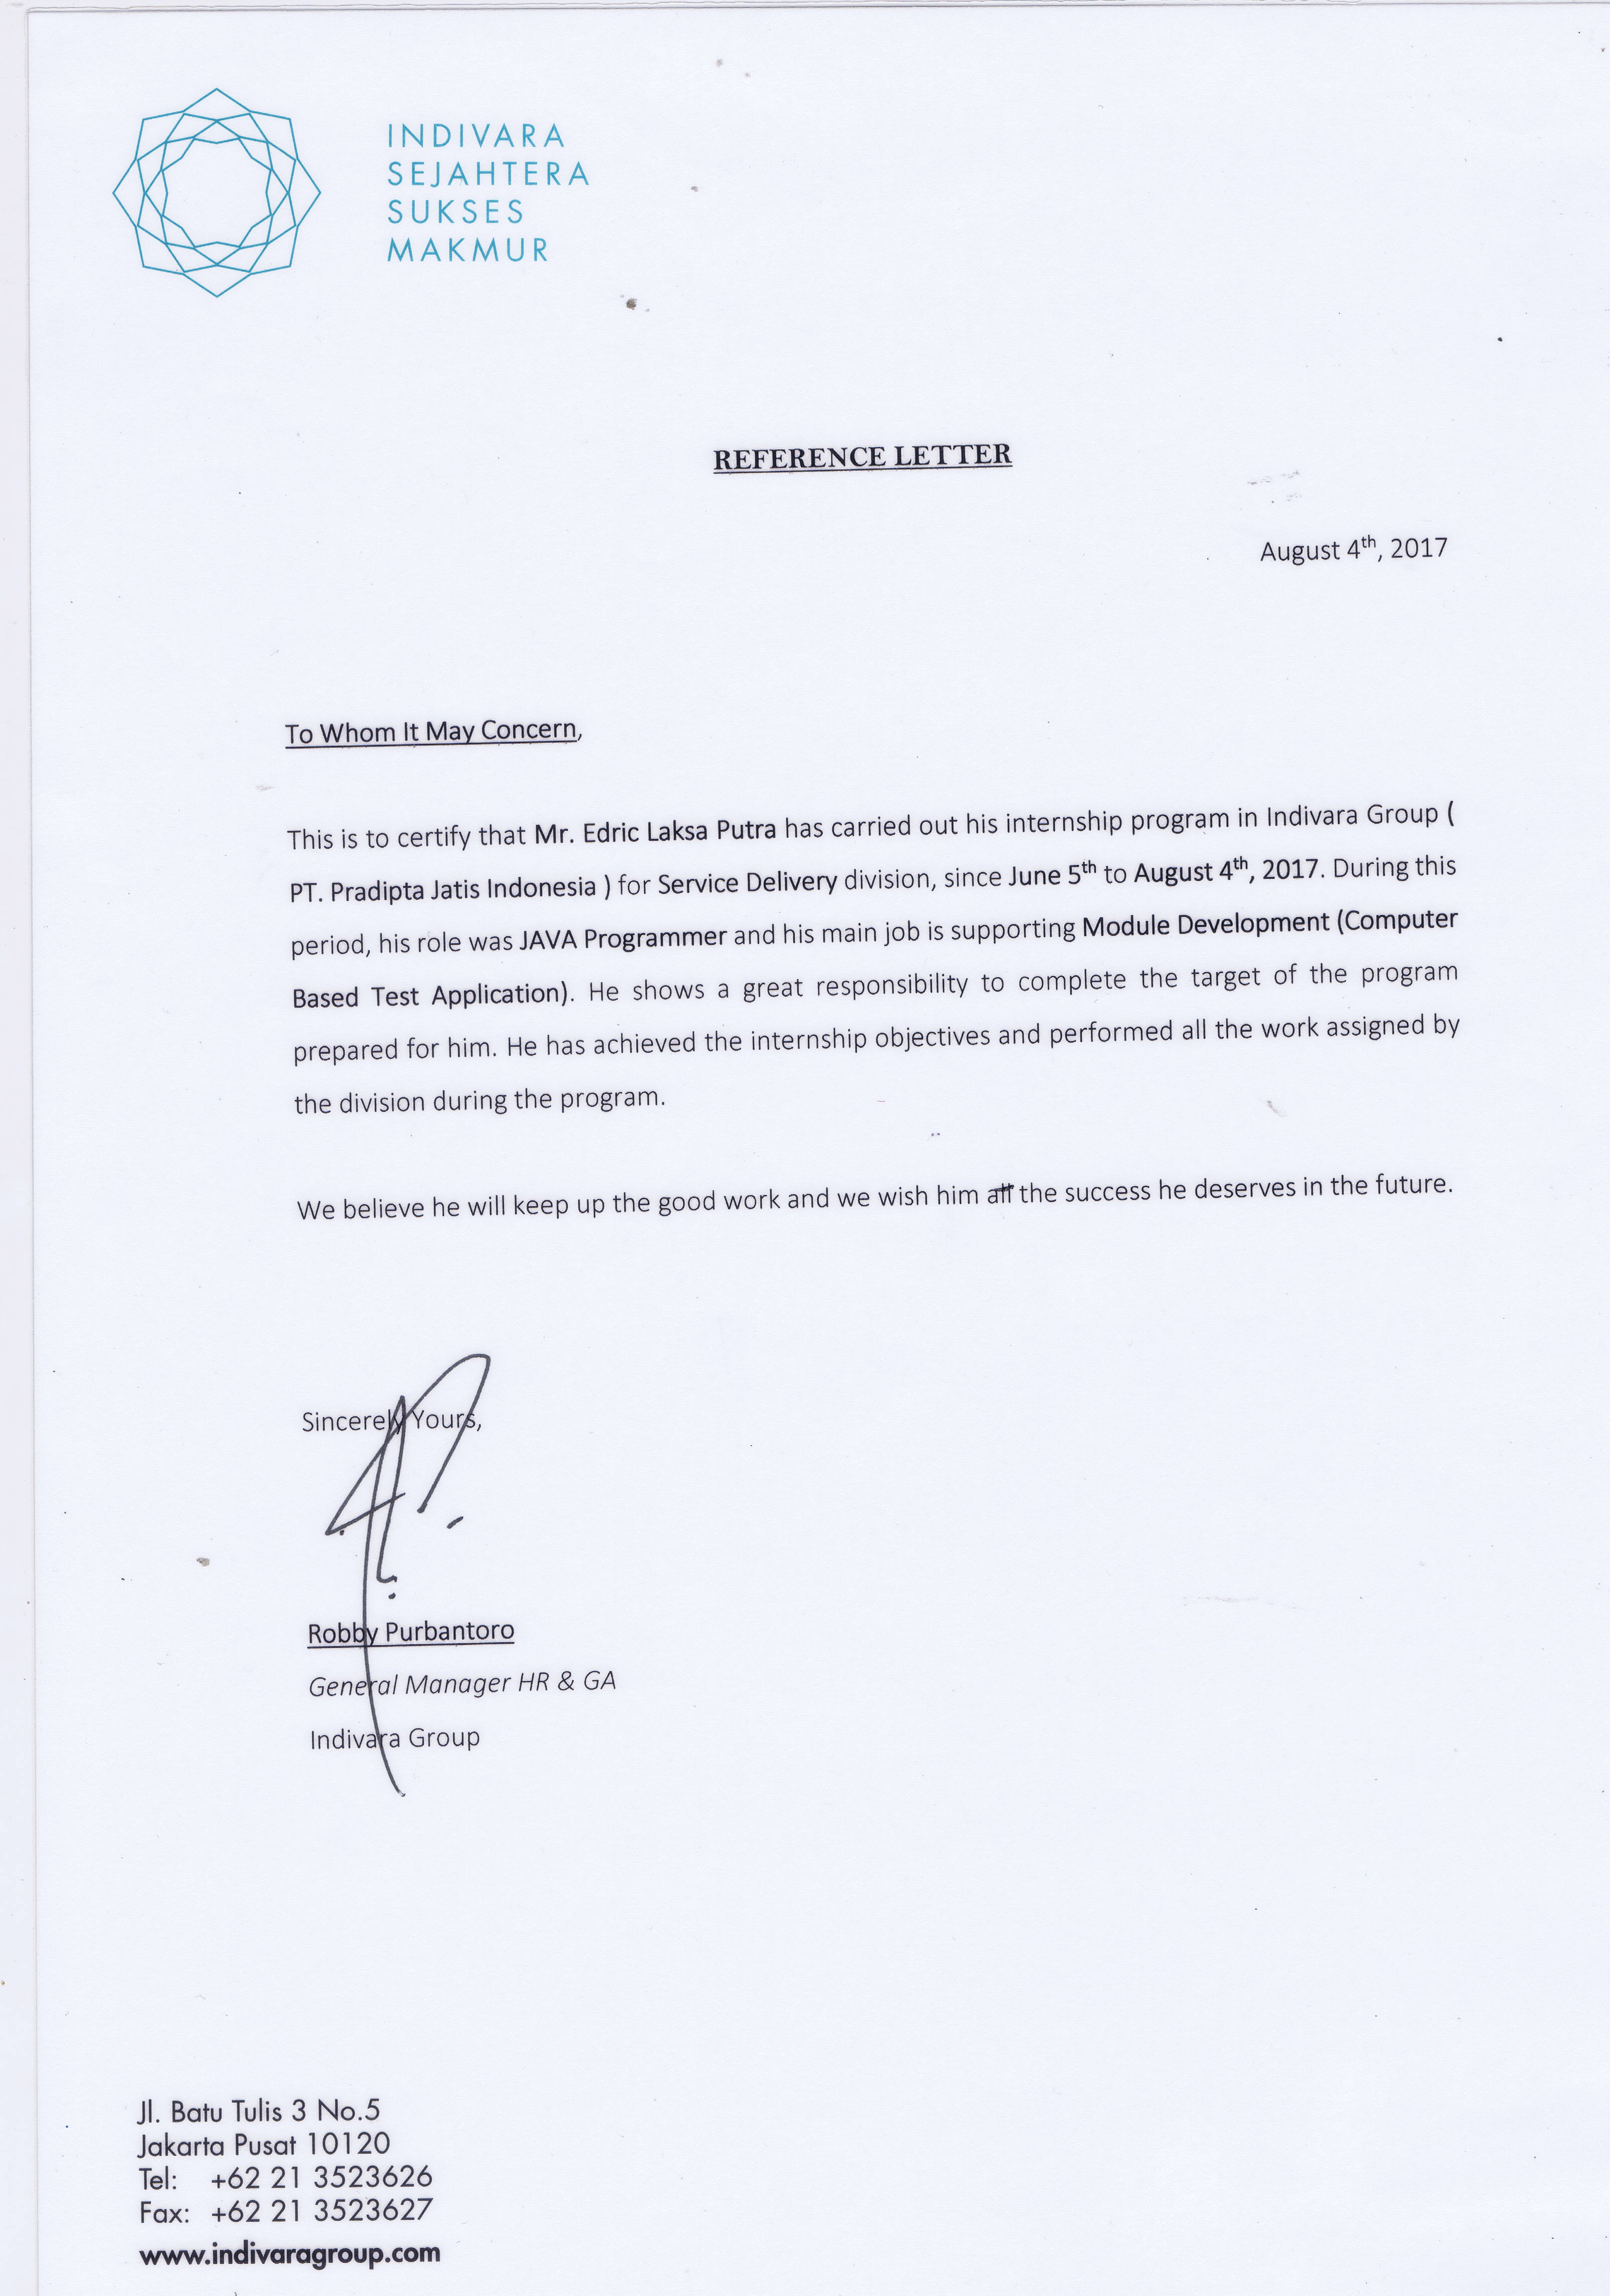 INDIVARA
SEJAHTERA
SUKSES
MAKMUR
REFERENCE LETTER
August 4th, 2017
To Whom It May Concern,
This is to certify that Mr. Edric Laksa Putra has carried out his internship program in Indivara Group (
PT. Pradipta Jatis Indonesia ) for Service Delivery division, since June 5th to August 4th, 2017. During this
period, his role was JAVA Programmer and his main job is supporting Module Development (Computer
Based Test Application). He shows a great responsibility to complete the target of the program
prepared for him. He has achieved the internship objectives and performed all the work assigned by
the division during the program.
We believe he will keep up the good work and we wish him all the success he deserves in the future.
Sincerely Yours,
Robby Purbantoro
General Manager HR & GA
Indivara Group
Jl. Batu Tulis 3 No.5
Jakarta Pusat 10120
Tel: +62 21 3523626
Fax: +62 21 3523627
www.indivaragroup.com